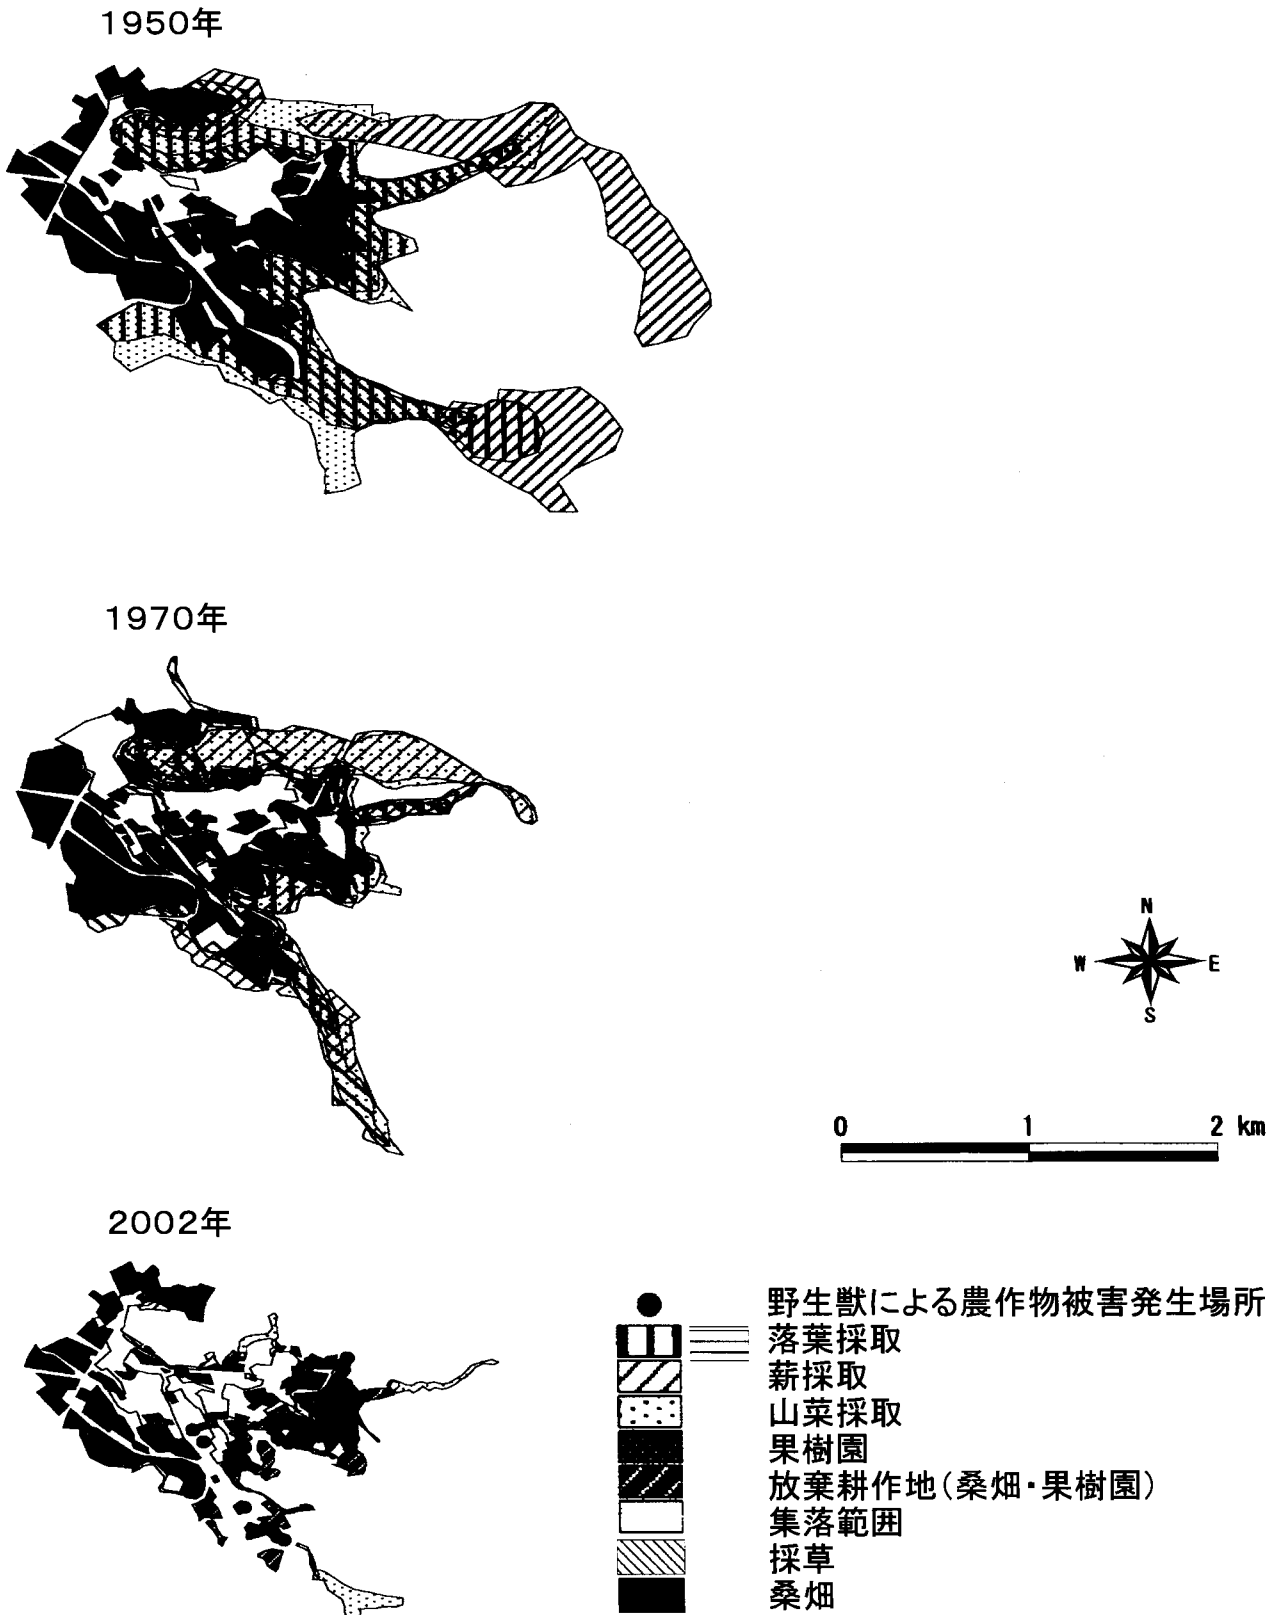 1950年
1970年
N
W E
S
0 1 2 km
2002年
野生獣による農作物被害発生場所
落葉採取
薪採取
山菜採取
果樹園
放棄耕作地(桑畑・果樹園)
集落範囲
採草
桑畑